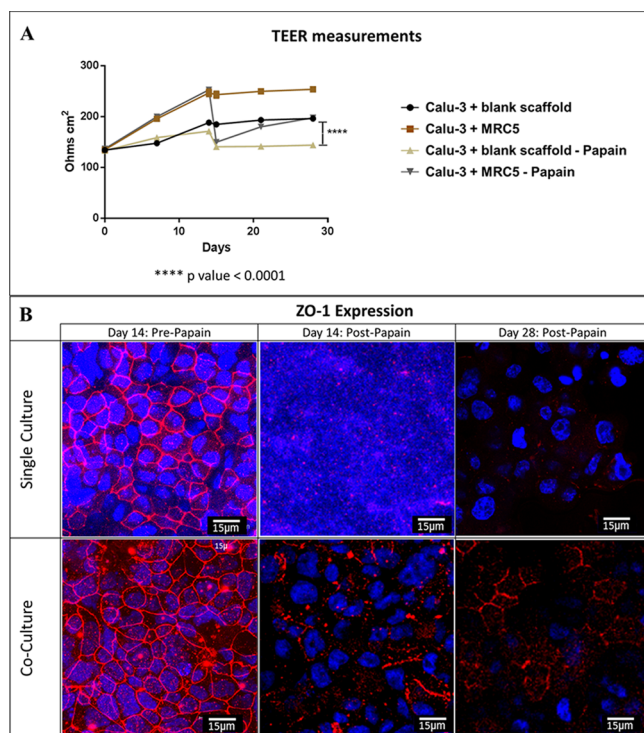 A
TEER measurements
Ohms cm²
300
200
100
0
0
10
20
30
Days
****
Calu-3 + blank scaffold
Calu-3 + MRC5
Calu-3 + blank scaffold - Papain
Calu-3 + MRC5 - Papain
**** p value < 0.0001
B
ZO-1 Expression
Day 14: Pre-Papain
Day 14: Post-Papain
Day 28: Post-Papain
Single Culture
15µm
15µm
15µm
Co-Culture
15µ
15µm
15µm
15µm